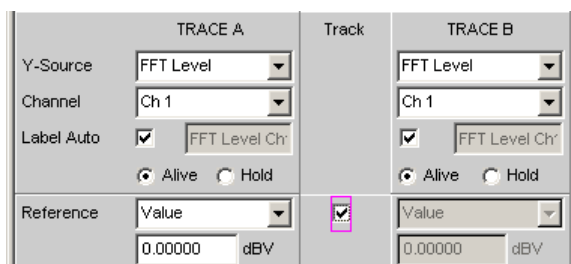 TRACE A Track TRACE B
Y-Source FFT Level FFT Level
Channel Ch 1 Ch 1
Label Auto FFT Level Ch FFT Level Ch
Alive Hold Alive Hold
Reference Value Value
0.00000 dBV 0.00000 dBV